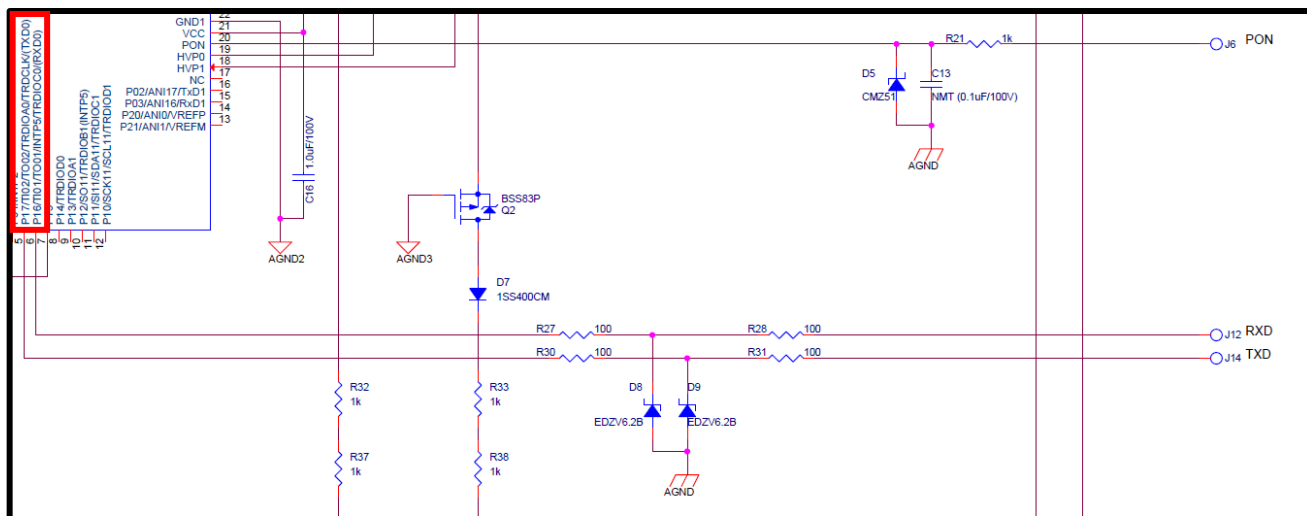 22
GND1
21
VCC
20
PON
19
HVP0
18
HVP1
17
NC
16
P02/ANI17/TxD1
15
P03/ANI16/RxD1
14
P20/ANI0/VREFP
13
P21/ANI1/VREFM
P17/TI02/TO02/TRDIOA0/TRDCLK/(TXD0)
P16/TI01/TO01/INTP5/TRDIOC0/(RXD0)
P14/TRDIOD0
P13/TRDIOA1
P12/SO11/TRDIOB1(INTP5)
P11/SI11/SDA11/TRDIOC1
P10/SCK11/SCL11/TRDIOD1
5
6
7
8
9
10
11
12
C16 1.0uF/100V
AGND2
AGND3
BSS83P
Q2
D7
1SS400CM
R21 1k
J6 PON
D5
CMZ51
C13
NMT (0.1uF/100V)
AGND
R27 100
R28 100
J12 RXD
R30 100
R31 100
J14 TXD
R32
1k
R33
1k
D8
EDZV6.2B
D9
EDZV6.2B
R37
1k
R38
1k
AGND